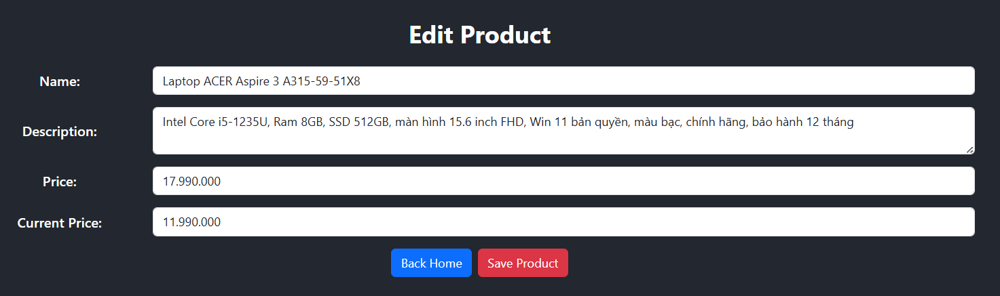 Edit Product
Name:
Laptop ACER Aspire 3 A315-59-51X8
Description:
Intel Core i5-1235U, Ram 8GB, SSD 512GB, màn hình 15.6 inch FHD, Win 11 bản quyền, màu bạc, chính hãng, bảo hành 12 tháng
Price:
17.990.000
Current Price:
11.990.000
Back Home
Save Product